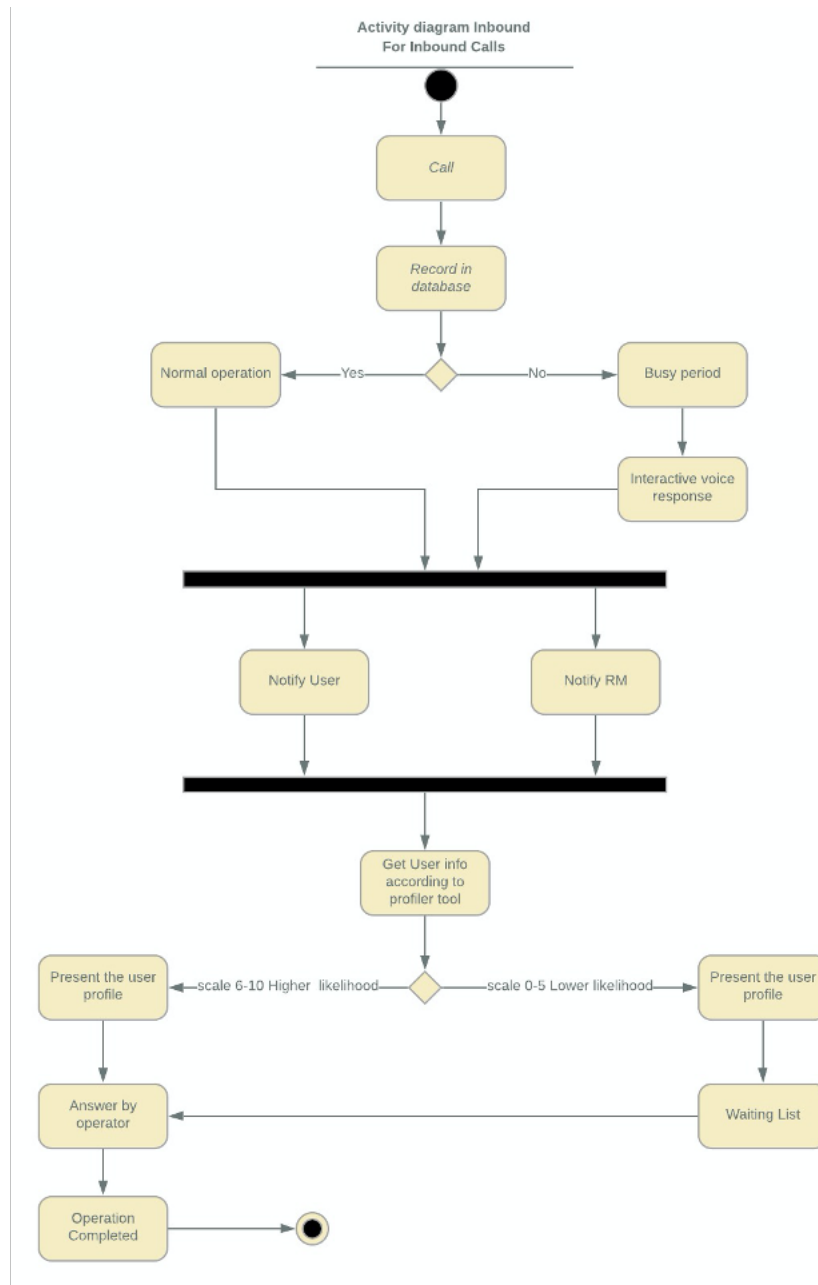 Activity diagram Inbound
For Inbound Calls
Call
Record in
database
Normal operation
Yes
No
Busy period
Interactive voice
response
Notify User
Notify RM
Get User info
according to
profiler tool
Present the user
profile
scale 6-10 Higher likelihood
scale 0-5 Lower likelihood
Present the user
profile
Answer by
operator
Waiting List
Operation
Completed